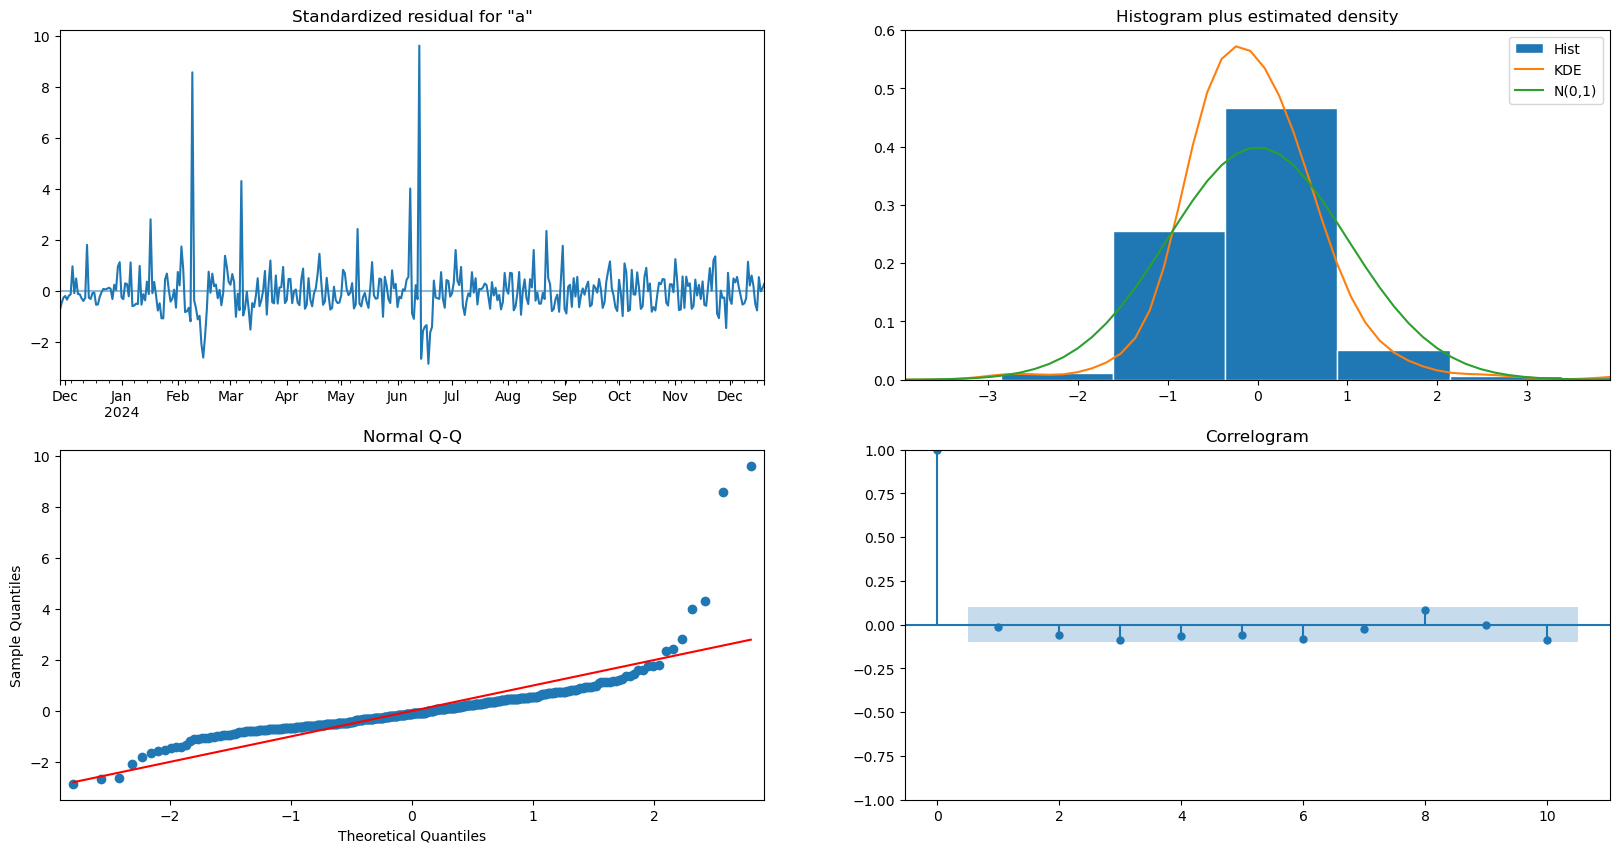 Standardized residual for "a"
10
8
6
4
2
0
−2
Dec Jan Feb Mar Apr May Jun Jul Aug Sep Oct Nov Dec
2024
Histogram plus estimated density
0.6
0.5
0.4
0.3
0.2
0.1
0.0
−3 −2 −1 0 1 2 3
Hist
KDE
N(0,1)
Normal Q-Q
Sample Quantiles
10
8
6
4
2
0
−2
−2 −1 0 1 2
Theoretical Quantiles
Correlogram
1.00
0.75
0.50
0.25
0.00
−0.25
−0.50
−0.75
−1.00
0 2 4 6 8 10